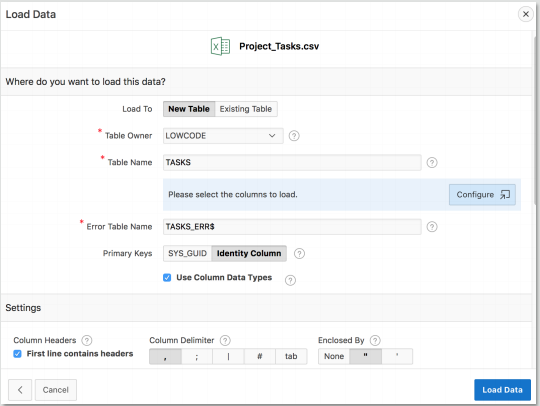 Load Data
Project_Tasks.csv
Where do you want to load this data?
Load To New Table Existing Table
* Table Owner LOWCODE ?
* Table Name TASKS ?
Please select the columns to load. Configure
* Error Table Name TASKS_ERR$ ?
Primary Keys SYS_GUID Identity Column ?
Use Column Data Types ?
Settings
Column Headers ? Column Delimiter ? Enclosed By ?
First line contains headers , ; | # tab None " '
Cancel Load Data